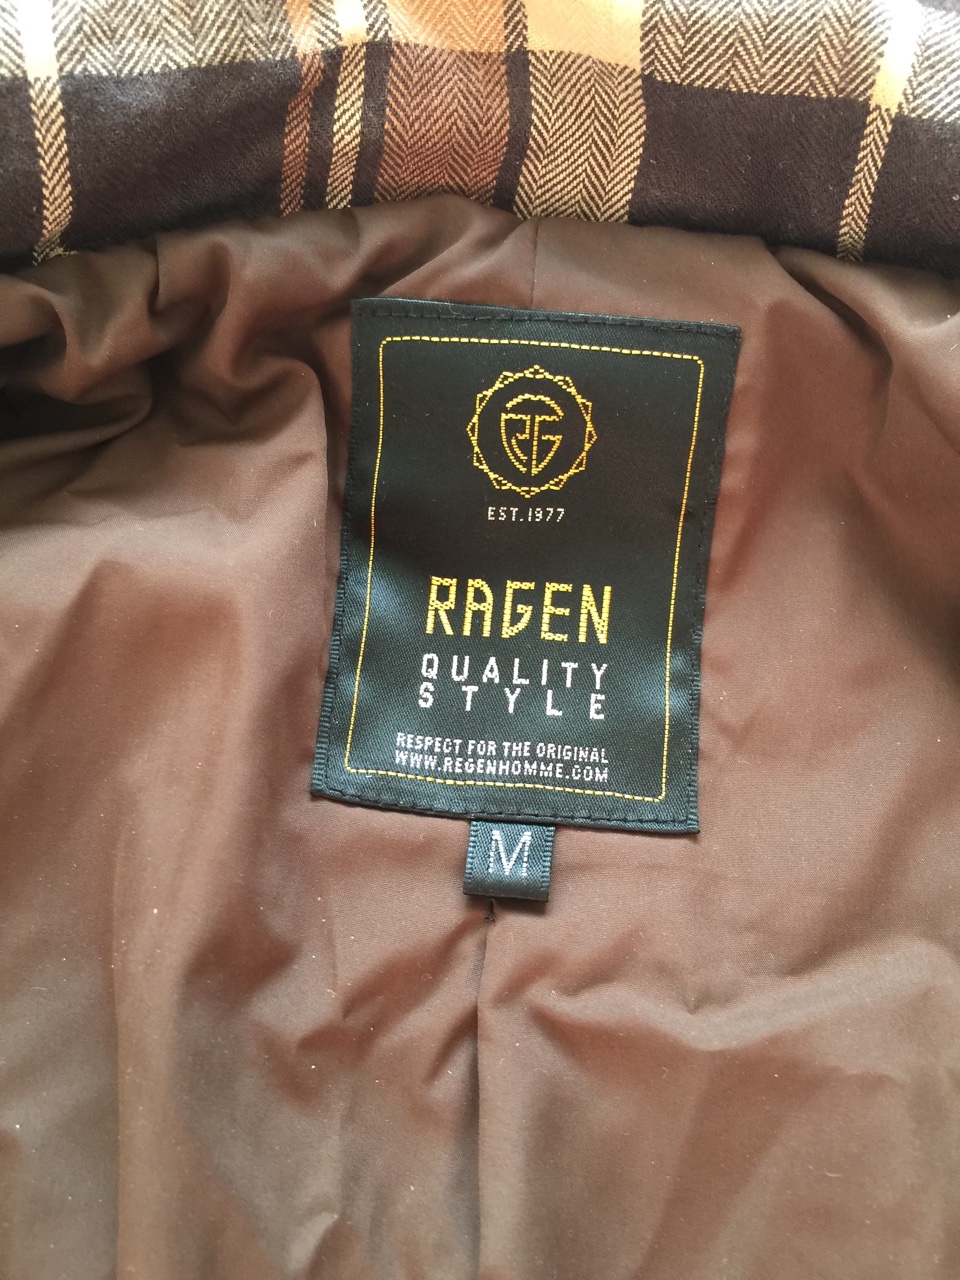 EST.1977
RAGEN
QUALITY
STYLE
RESPECT FOR THE ORIGINAL
WWW.REGENHOMME.COM
M